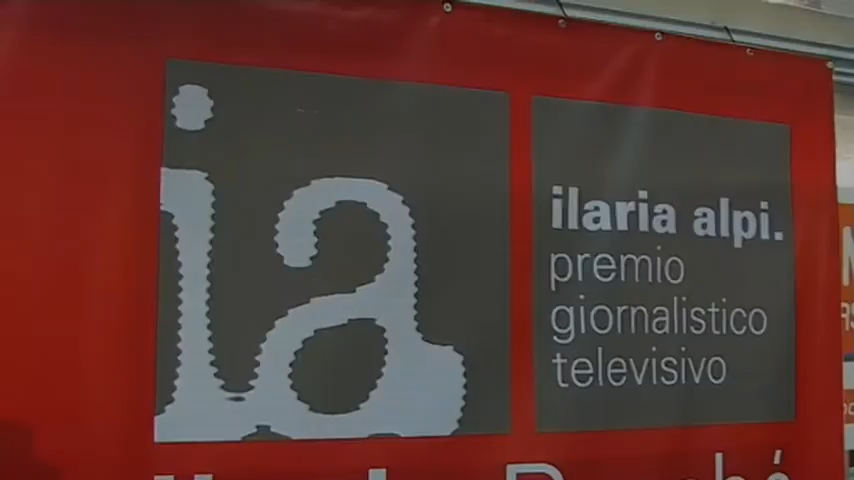 ia
ilaria alpi.
premio
giornalistico
televisivo